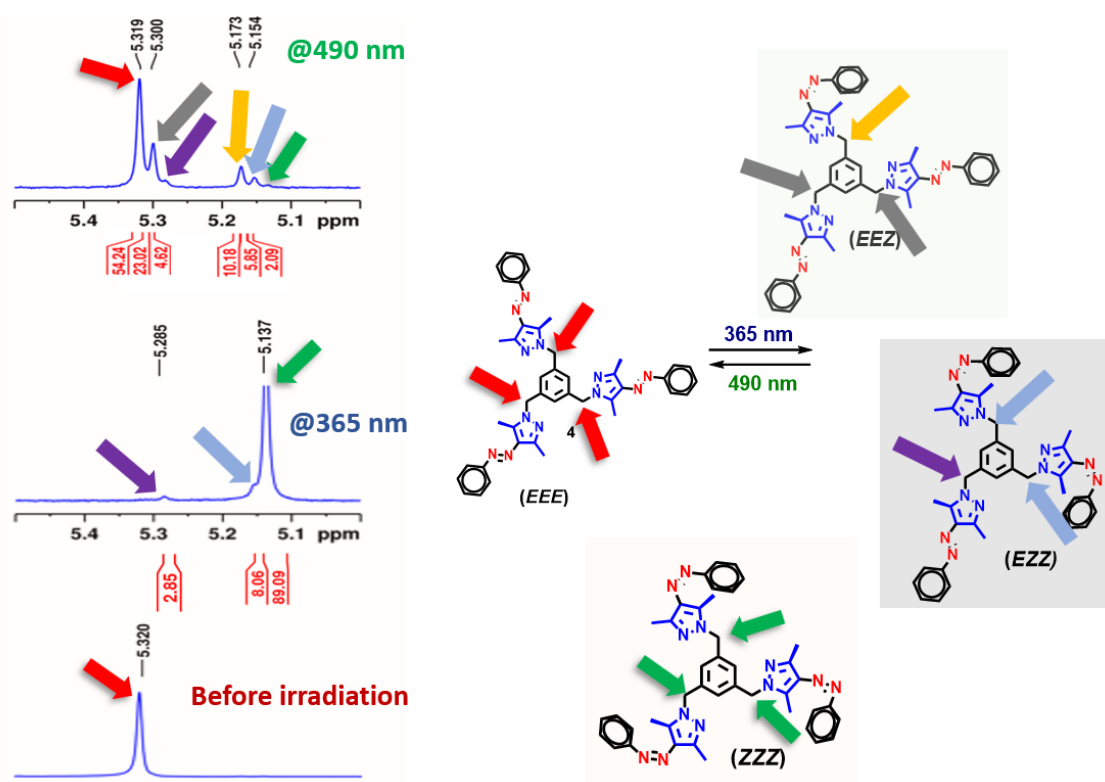 5.319
5.300
5.173
5.154
@490 nm
5.4 5.3 5.2 5.1 ppm
54.24
23.02
4.62
10.18
5.85
2.09
5.285
5.137
@365 nm
5.4 5.3 5.2 5.1 ppm
2.85
8.06
89.09
5.320
Before irradiation
N
N
N
N
N
N
N
N
N
N
N
N
(EEZ)
N
N
N
N
N
N
N
N
N
N
N
N
4
(EEE)
365 nm
490 nm
N
N
N
N
N
N
N
N
N
N
N
N
(EZZ)
N
N
N
N
N
N
N
N
N
N
N
N
(ZZZ)